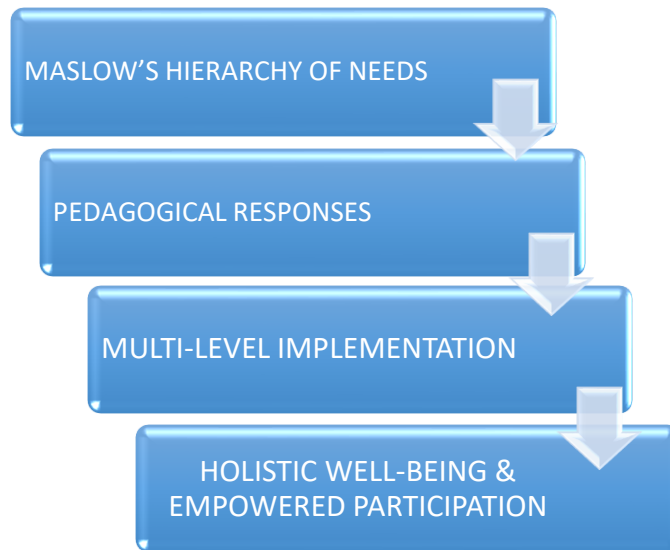 MASLOW’S HIERARCHY OF NEEDS
PEDAGOGICAL RESPONSES
MULTI-LEVEL IMPLEMENTATION
HOLISTIC WELL-BEING &
EMPOWERED PARTICIPATION